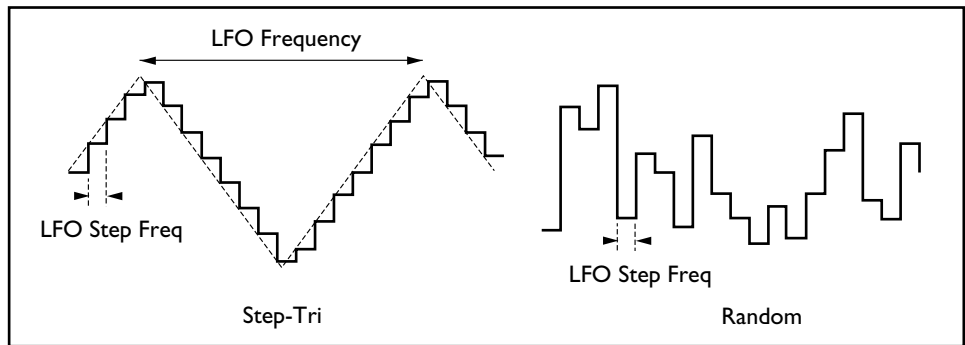 LFO Frequency
LFO Step Freq
Step-Tri
LFO Step Freq
Random